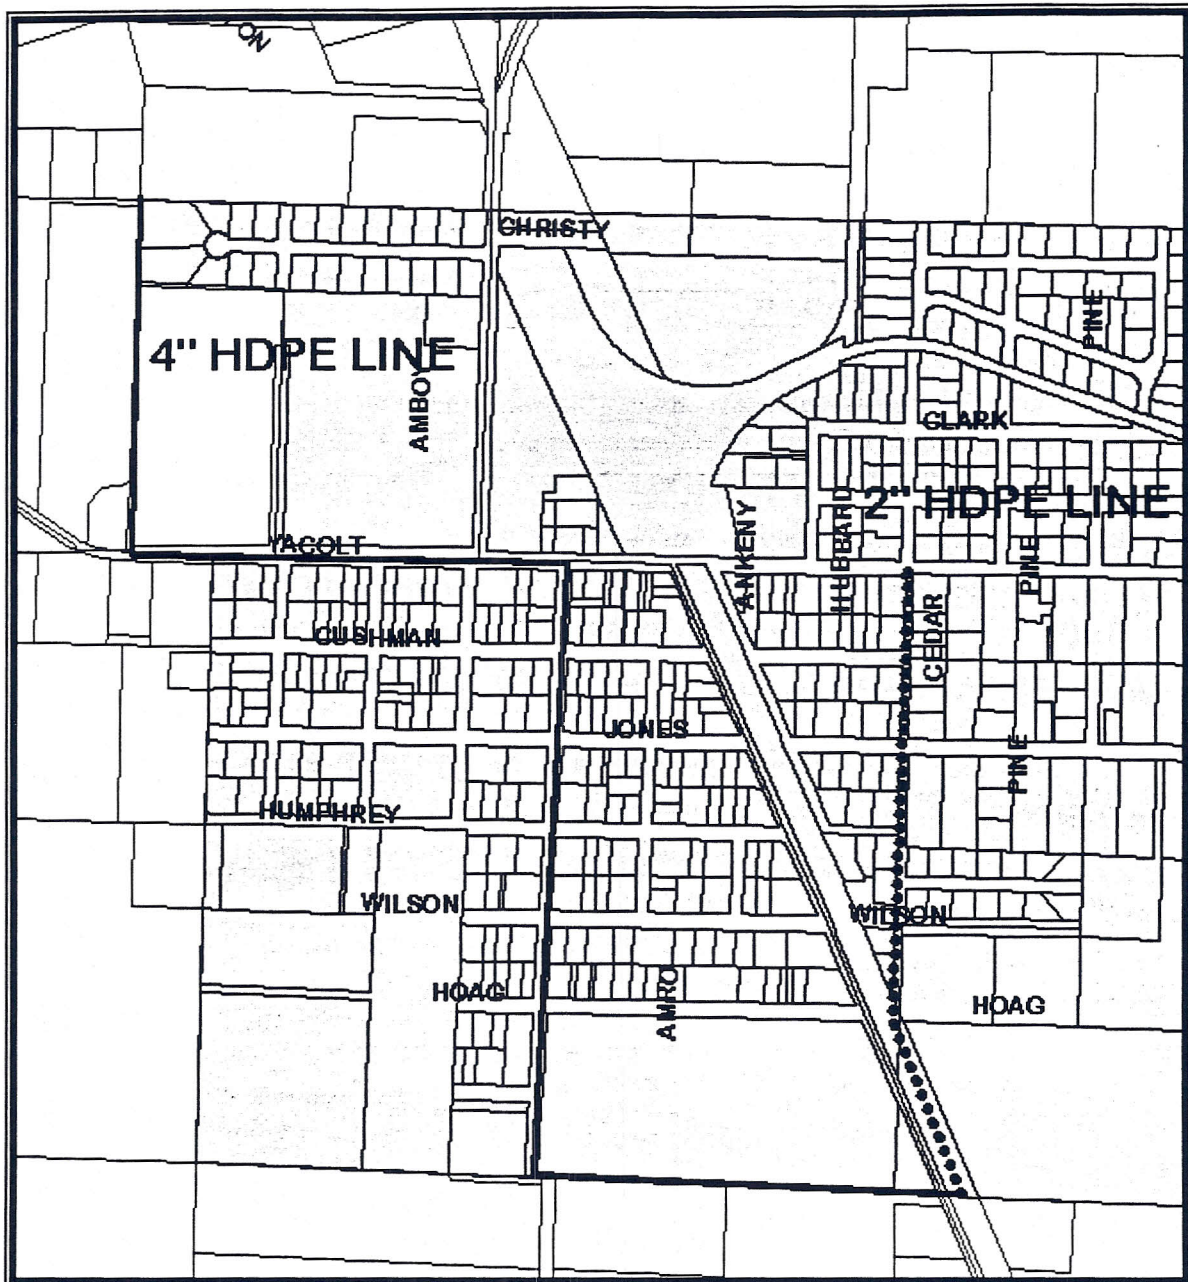 ON
CHRISTY
PINE
4" HDPE LINE
AMBOY
CLARK
2" HDPE LINE
HUBBARD
ANKENY
YACOLT
PINE
CEDAR
CUSHMAN
JONES
PINE
HUMPHREY
WILSON
WILSON
HOAG
AMRO
HOAG